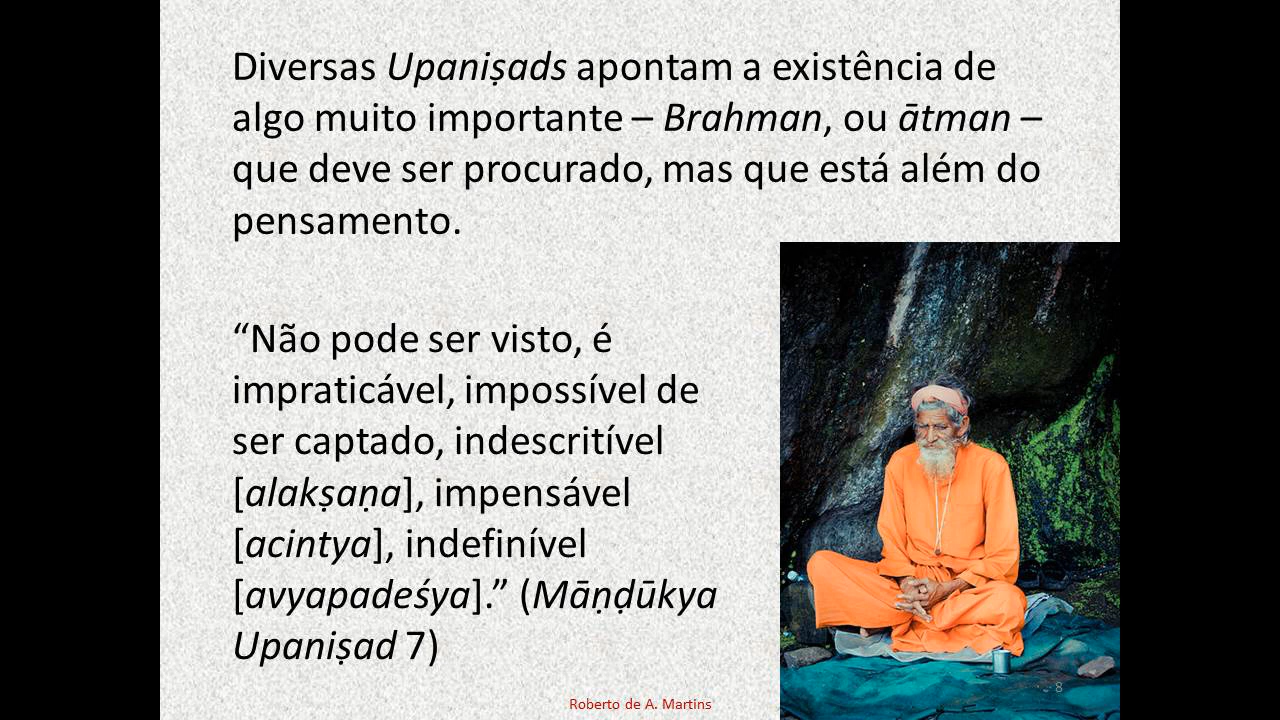 Diversas Upaniṣads apontam a existência de
algo muito importante – Brahman, ou ātman –
que deve ser procurado, mas que está além do
pensamento.
“Não pode ser visto, é
impraticável, impossível de
ser captado, indescritível
[alakṣaṇa], impensável
[acintya], indefinível
[avyapadeśya].” (Māṇḍūkya
Upaniṣad 7)
Roberto de A. Martins
8